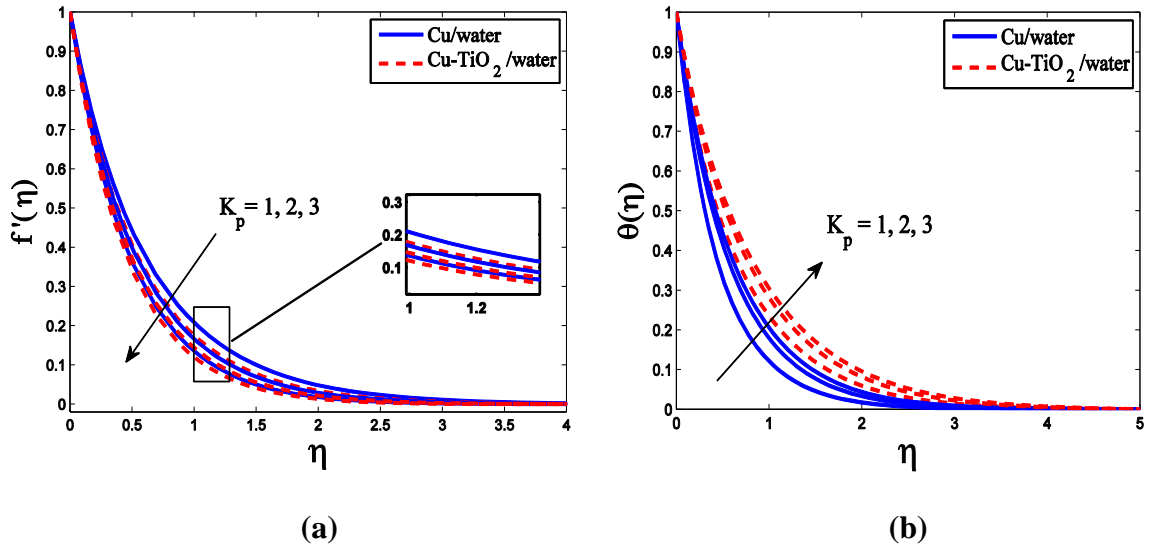 1
0.9
0.8
0.7
0.6
0.5
0.4
0.3
0.2
0.1
0
f '(η)
0 0.5 1 1.5 2 2.5 3 3.5 4
η
Cu/water
Cu-TiO2 /water
Kp = 1, 2, 3
0.3
0.2
0.1
1 1.2
(a)
1
0.9
0.8
0.7
0.6
0.5
0.4
0.3
0.2
0.1
0
θ(η)
0 1 2 3 4 5
η
Cu/water
Cu-TiO2 /water
Kp = 1, 2, 3
(b)